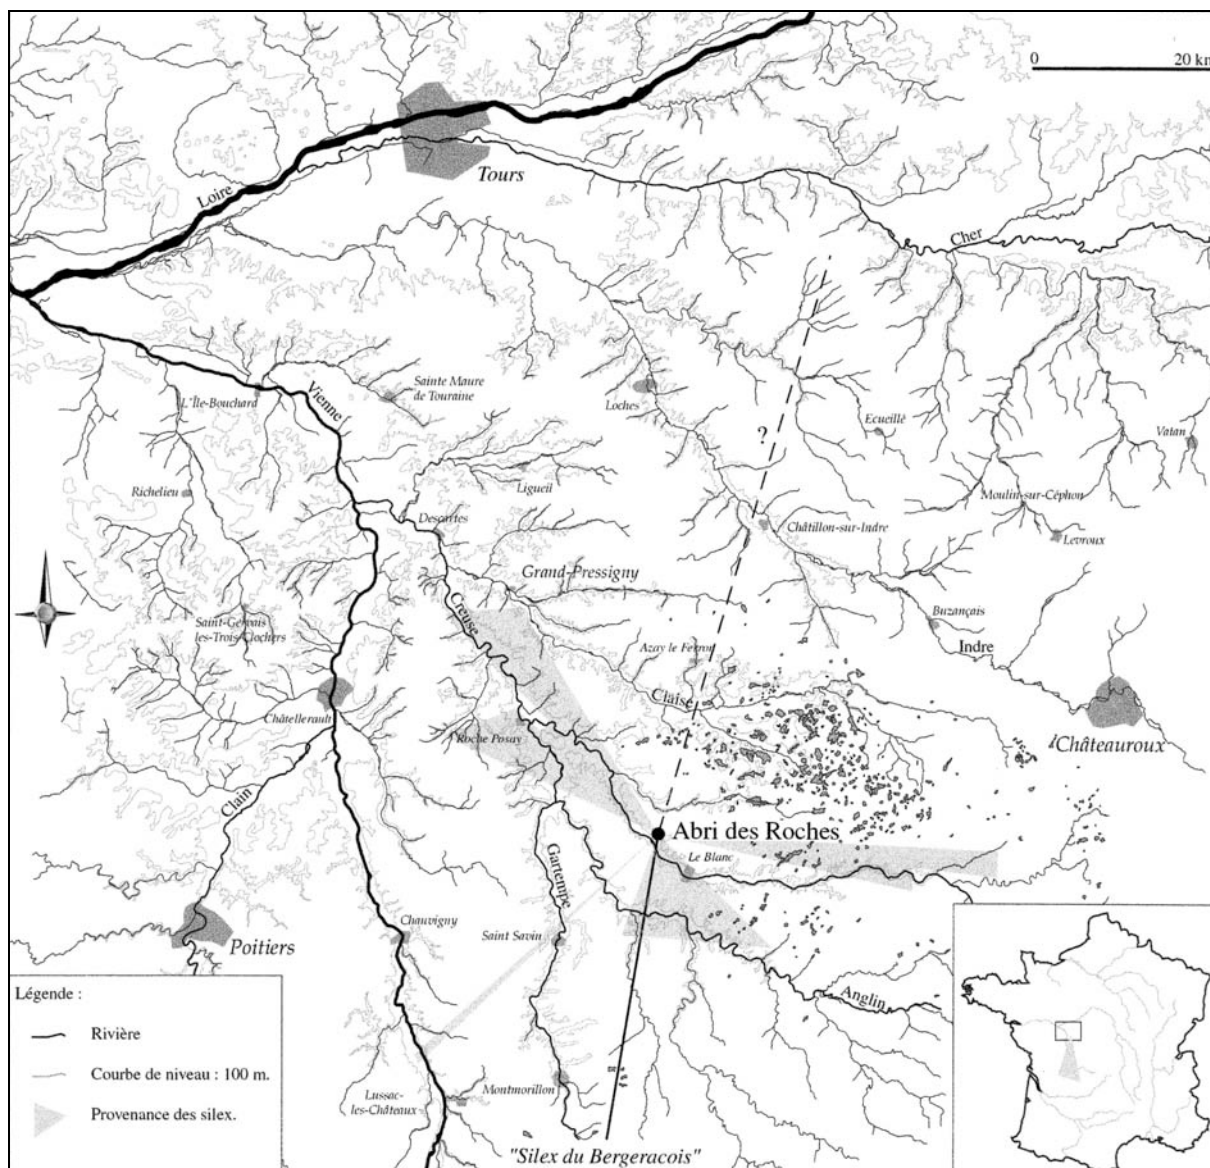 0 20 km
Tours
Loire
Cher
Sainte Maure
de Touraine
L'Île-Bouchard
Vienne
Loches
Ecueillé
?
Vatan
Richelieu
Ligueil
Moulin-sur-Céphon
Descartes
Châtillon-sur-Indre
Levroux
Grand-Pressigny
Creuse
Saint-Gervais
les-Trois-Clochers
Buzançais
Azay le Ferron
Indre
Claise
Châtellerault
Roche Posay
Châteauroux
Clain
Abri des Roches
Le Blanc
Gartempe
Chauvigny
Saint Savin
Poitiers
Anglin
Légende :
Rivière
Courbe de niveau : 100 m.
Provenance des silex.
Lussac-
les-Châteaux
Montmorillon
"Silex du Bergeracois"